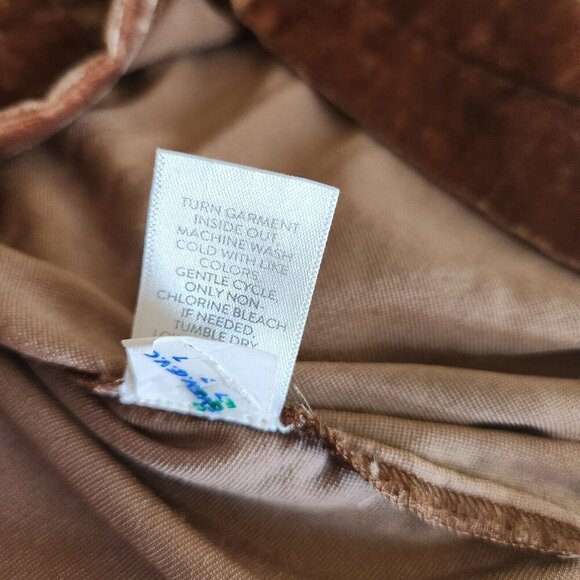 TURN GARMENT
INSIDE OUT
MACHINE WASH
COLD WITH LIKE
COLORS
GENTLE CYCLE
ONLY NON-
CHLORINE BLEACH
IF NEEDED
TUMBLE DRY